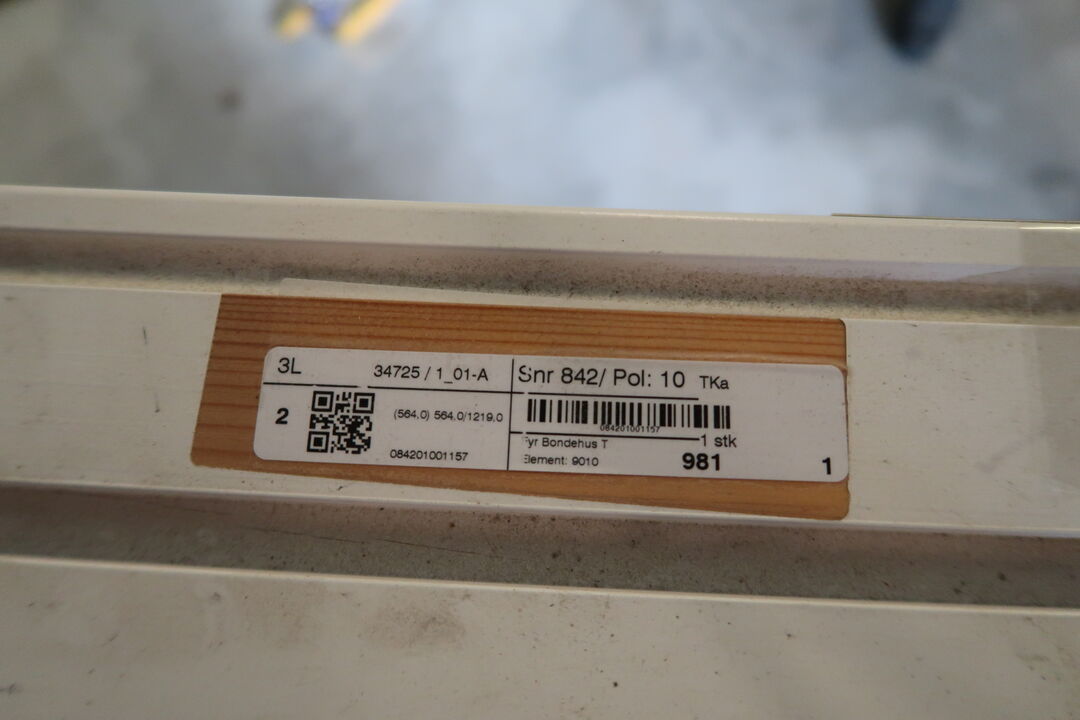 3L
34725 / 1_01-A
2
(564.0) 564.0/1219.0
084201001157
Snr 842/ Pol: 10 TKa
084201001157
1 stk
Fyr Bondehus T
Element: 9010
981
1